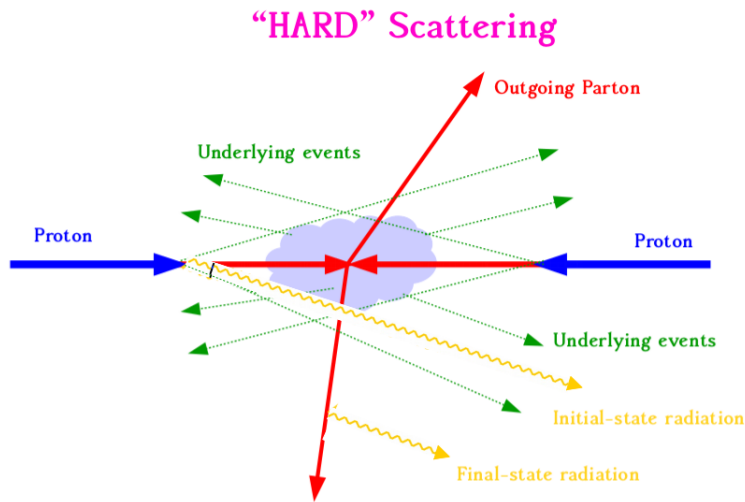 “HARD” Scattering
Outgoing Parton
Underlying events
Proton
Proton
Underlying events
Initial-state radiation
Final-state radiation